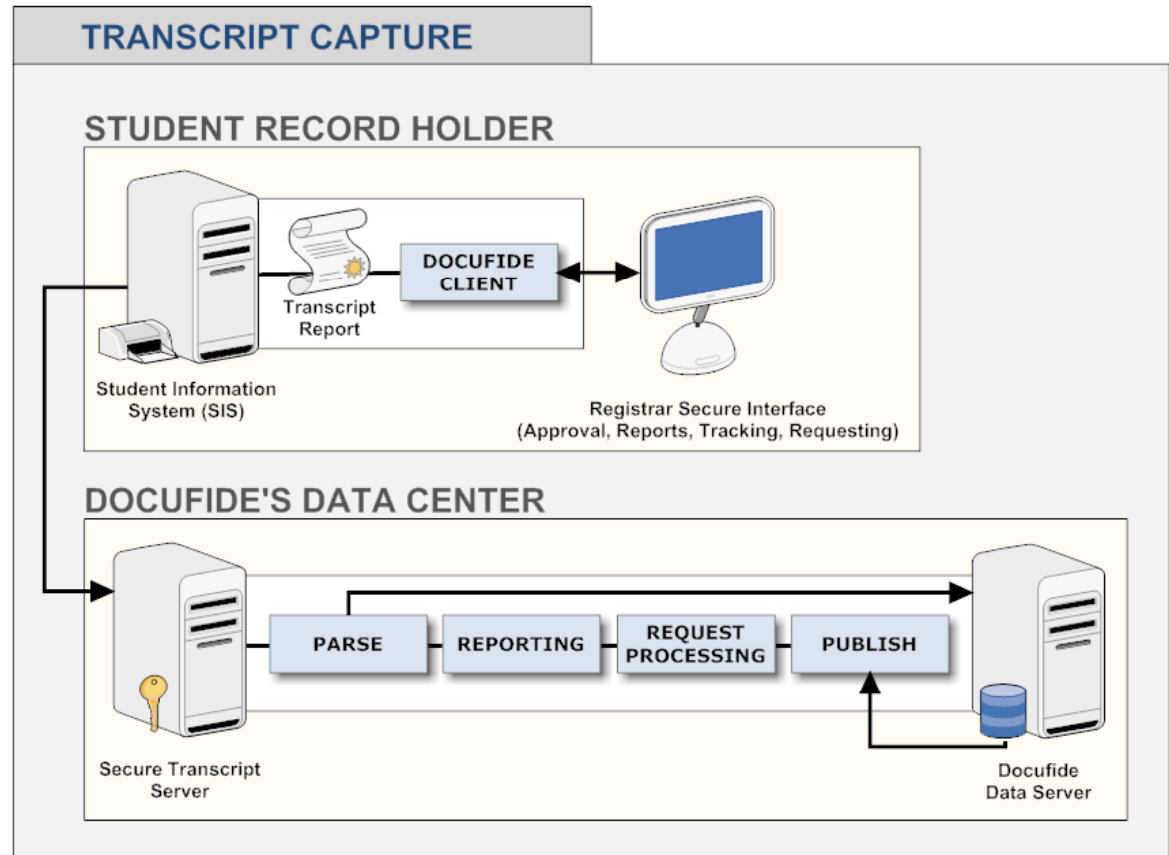 TRANSCRIPT CAPTURE
STUDENT RECORD HOLDER
Transcript
Report
DOCUFIDE
CLIENT
Student Information
System (SIS)
Registrar Secure Interface
(Approval, Reports, Tracking, Requesting)
DOCUFIDE'S DATA CENTER
PARSE
REPORTING
REQUEST
PROCESSING
PUBLISH
Secure Transcript
Server
Docufide
Data Server